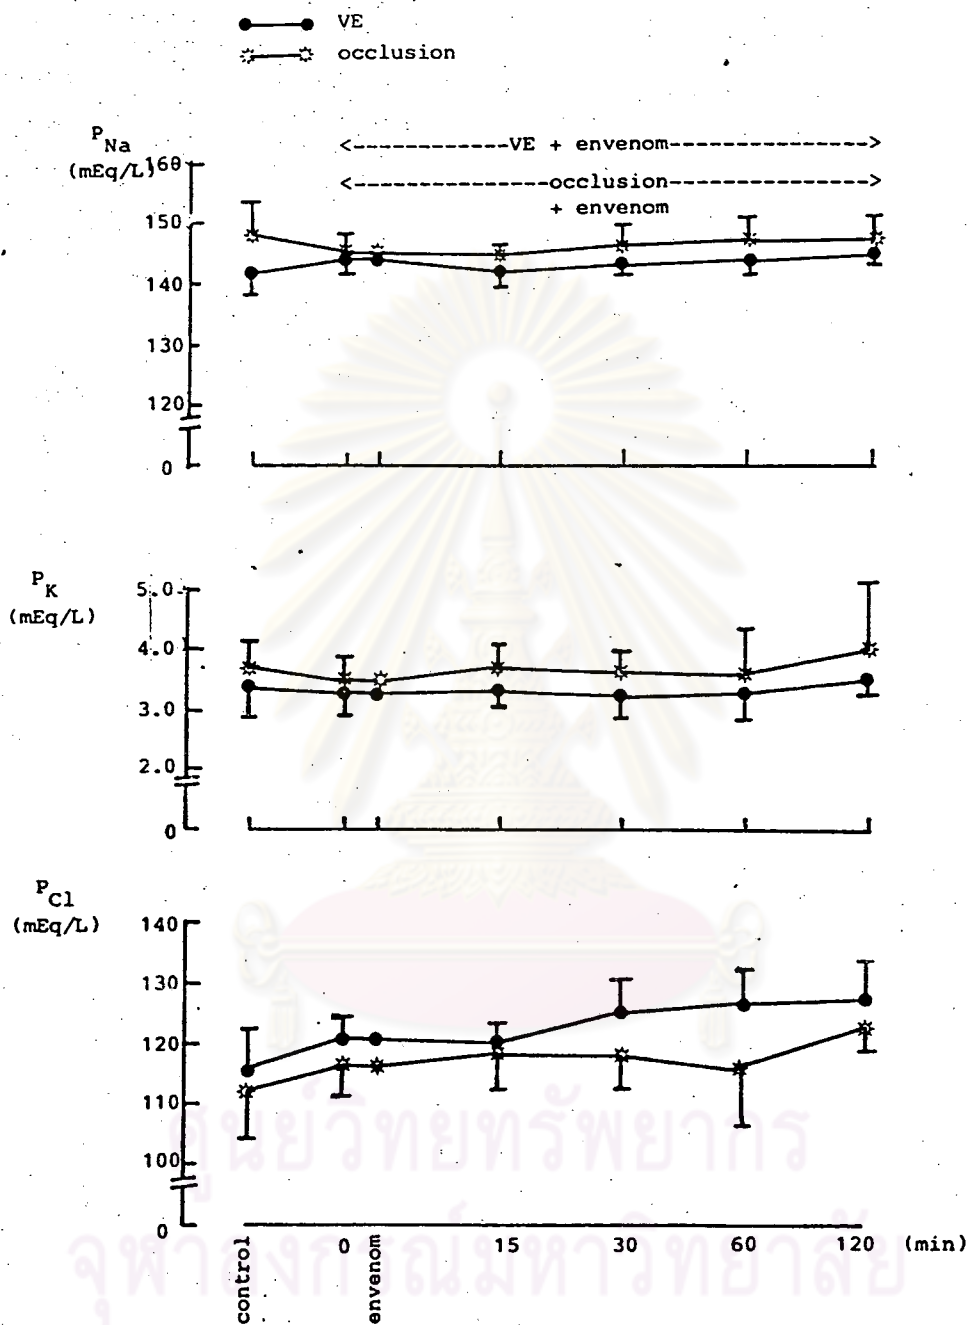 VE
occlusion
P Na
(mEq/L)
<-----------VE + envenom--------------->
<--------------occlusion-------------->
+ envenom
160
150
140
130
120
0
P K
(mEq/L)
5.0
4.0
3.0
2.0
0
P Cl
(mEq/L)
140
130
120
110
100
0
control 0 envenom 15 30 60 120 (min)
ศูนย์วิทยทรัพยากร
จุฬาลงกรณ์มหาวิทยาลัย